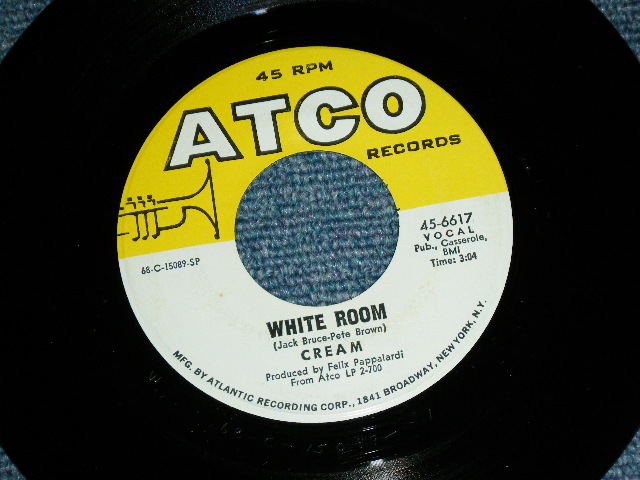 45 RPM
ATCO
RECORDS
45-6617
VOCAL
Pub., Casserole,
BMI
Time: 3:04
68-C-15089-SP
WHITE ROOM
(Jack Bruce-Pete Brown)
CREAM
Produced by Felix Pappalardi
From Atco LP 2-700
MFG. BY ATLANTIC RECORDING CORP., 1841 BROADWAY, NEW YORK, N.Y.